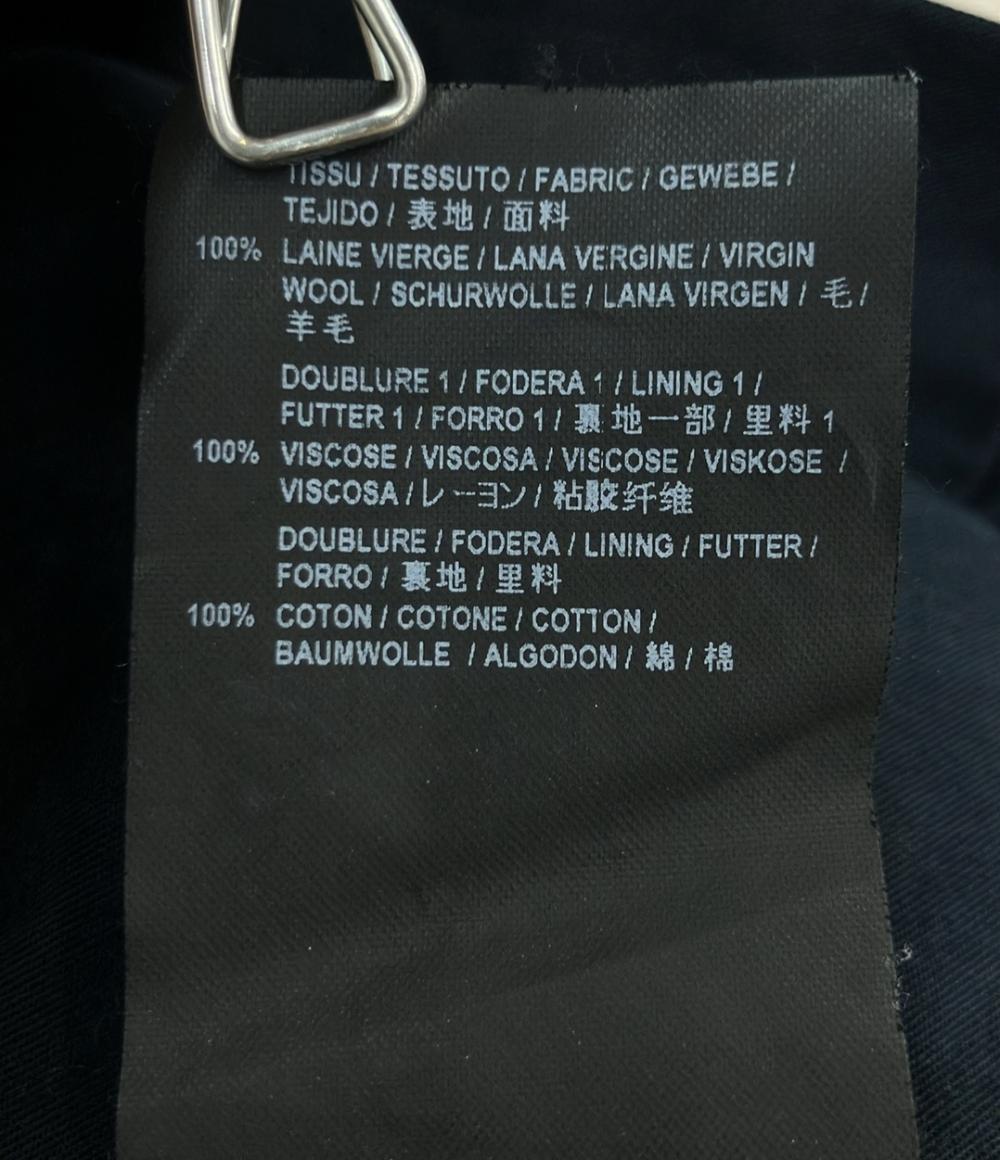 TISSU / TESSUTO / FABRIC / GEWEBE /
TEJIDO / 表地 / 面料
100% LAINE VIERGE / LANA VERGINE / VIRGIN
WOOL / SCHURWOLLE / LANA VIRGEN / 毛 /
羊毛
DOUBLURE 1 / FODERA 1 / LINING 1 /
FUTTER 1 / FORRO 1 / 裏地一部 / 里料 1
100% VISCOSE / VISCOSA / VISCOSE / VISKOSE /
VISCOSA / レーヨン / 粘胶纤维
DOUBLURE / FODERA / LINING / FUTTER /
FORRO / 裏地 / 里料
100% COTON / COTONE / COTTON /
BAUMWOLLE / ALGODON / 綿 / 棉